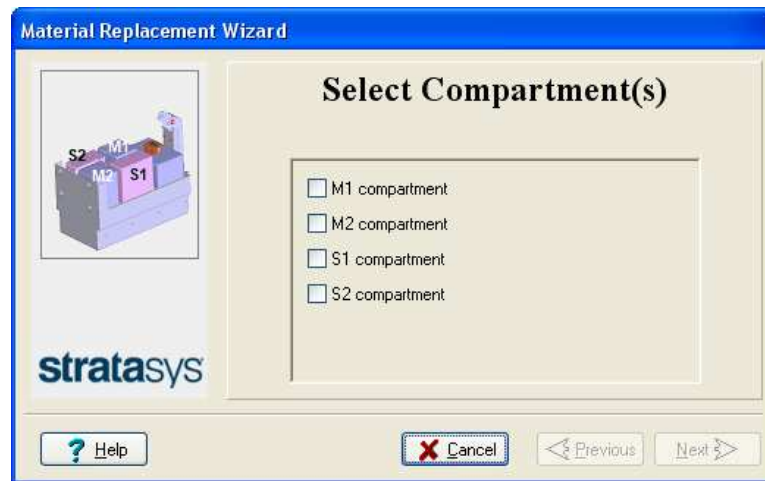 Material Replacement Wizard
Select Compartment(s)
S2
M1
M2
S1
M1 compartment
M2 compartment
S1 compartment
S2 compartment
stratasys
Help
Cancel
Previous
Next